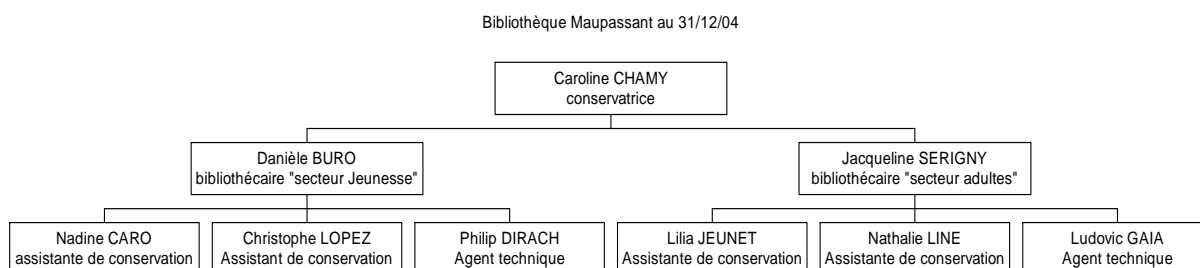 Bibliothèque Maupassant au 31/12/04
Caroline CHAMY
conservatrice
Danièle BURO
bibliothécaire "secteur Jeunesse"
Jacqueline SERIGNY
bibliothécaire "secteur adultes"
Nadine CARO
assistante de conservation
Christophe LOPEZ
Assistant de conservation
Philip DIRACH
Agent technique
Lilia JEUNET
Assistante de conservation
Nathalie LINE
Assistante de conservation
Ludovic GAIA
Agent technique